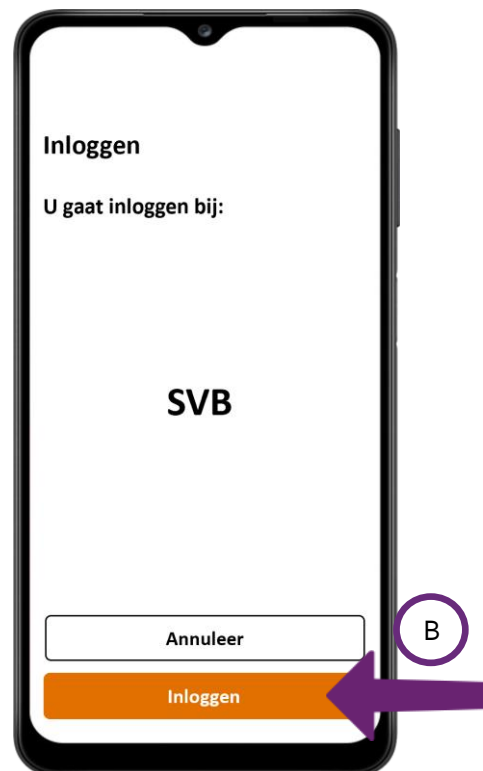 Inloggen
U gaat inloggen bij:
SVB
Annuleer
B
Inloggen